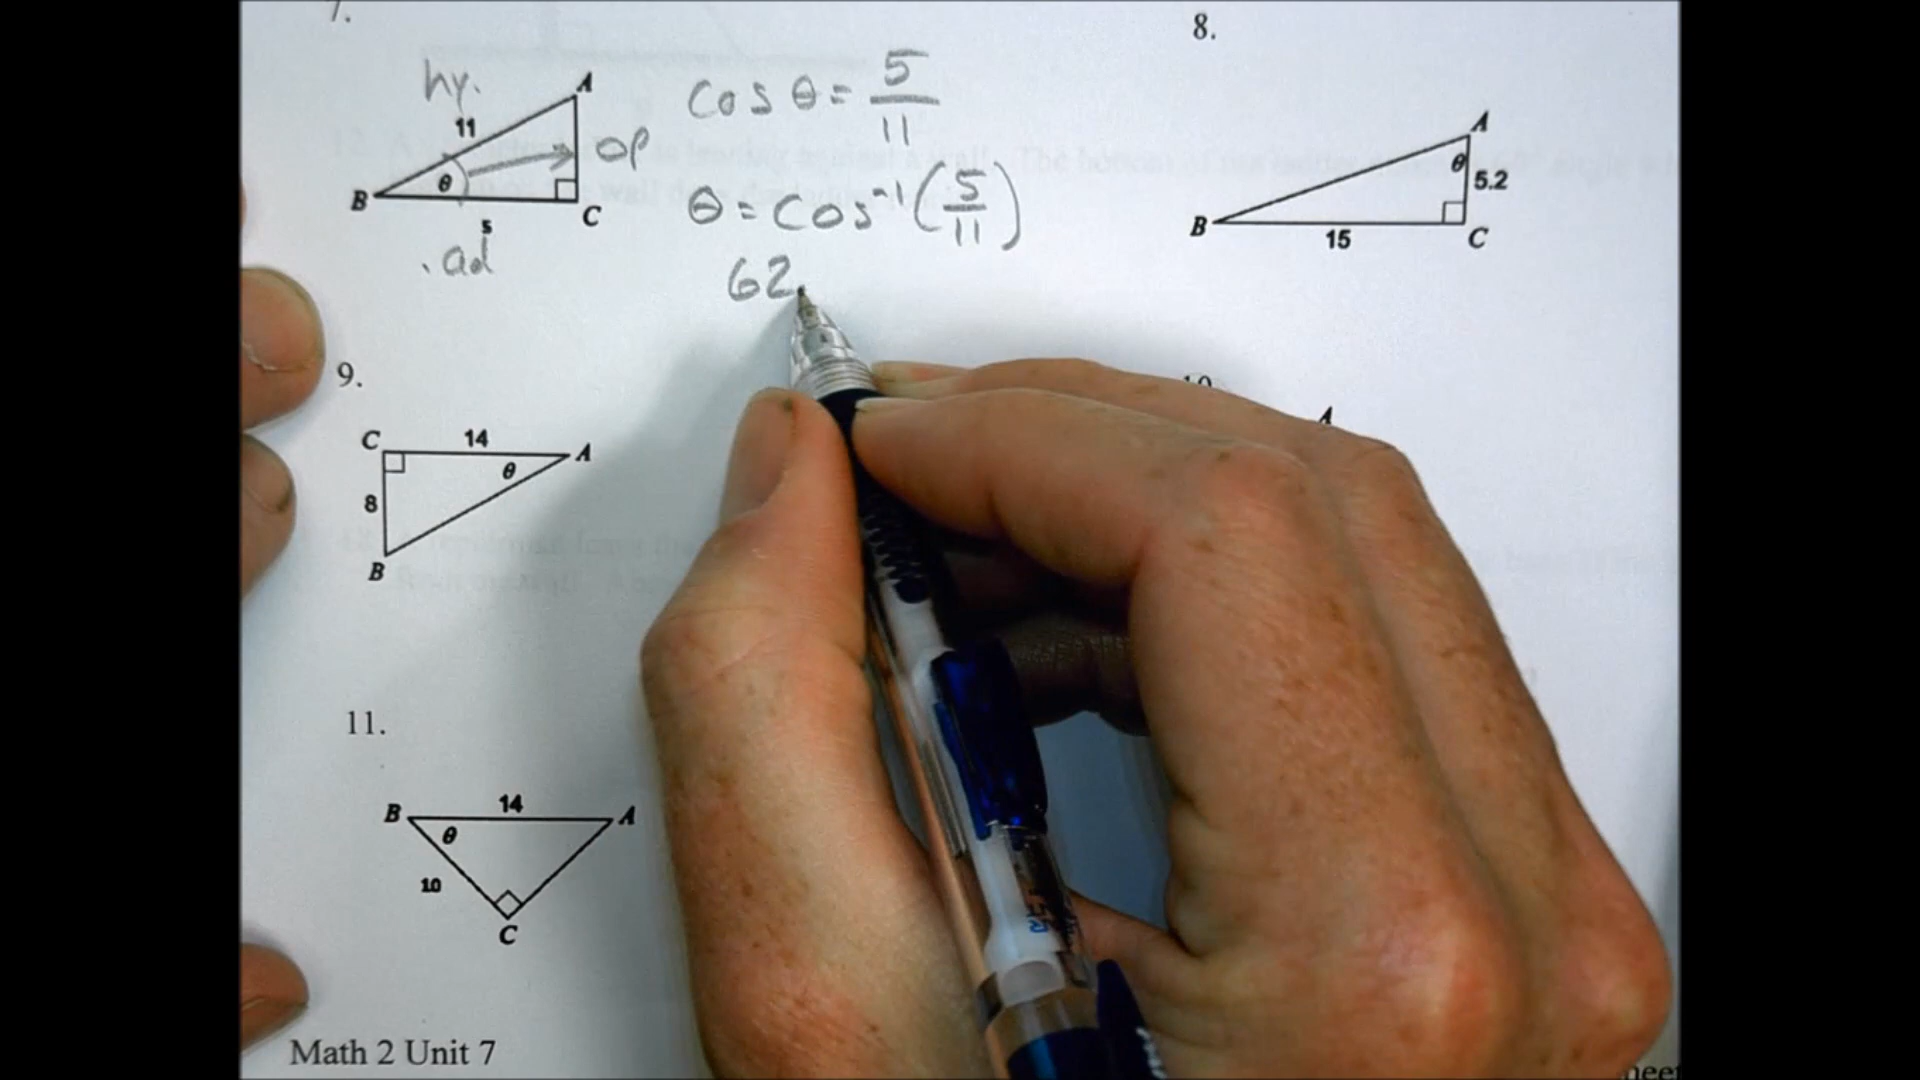 7.
hy.
A
11
op
θ
B
C
5
.ad
cos θ = 5/11
θ = cos⁻¹(5/11)
62.
8.
A
θ
5.2
B
15
C
9.
C
14
A
θ
8
B
10
A
11.
B
14
A
θ
10
C
Math 2 Unit 7